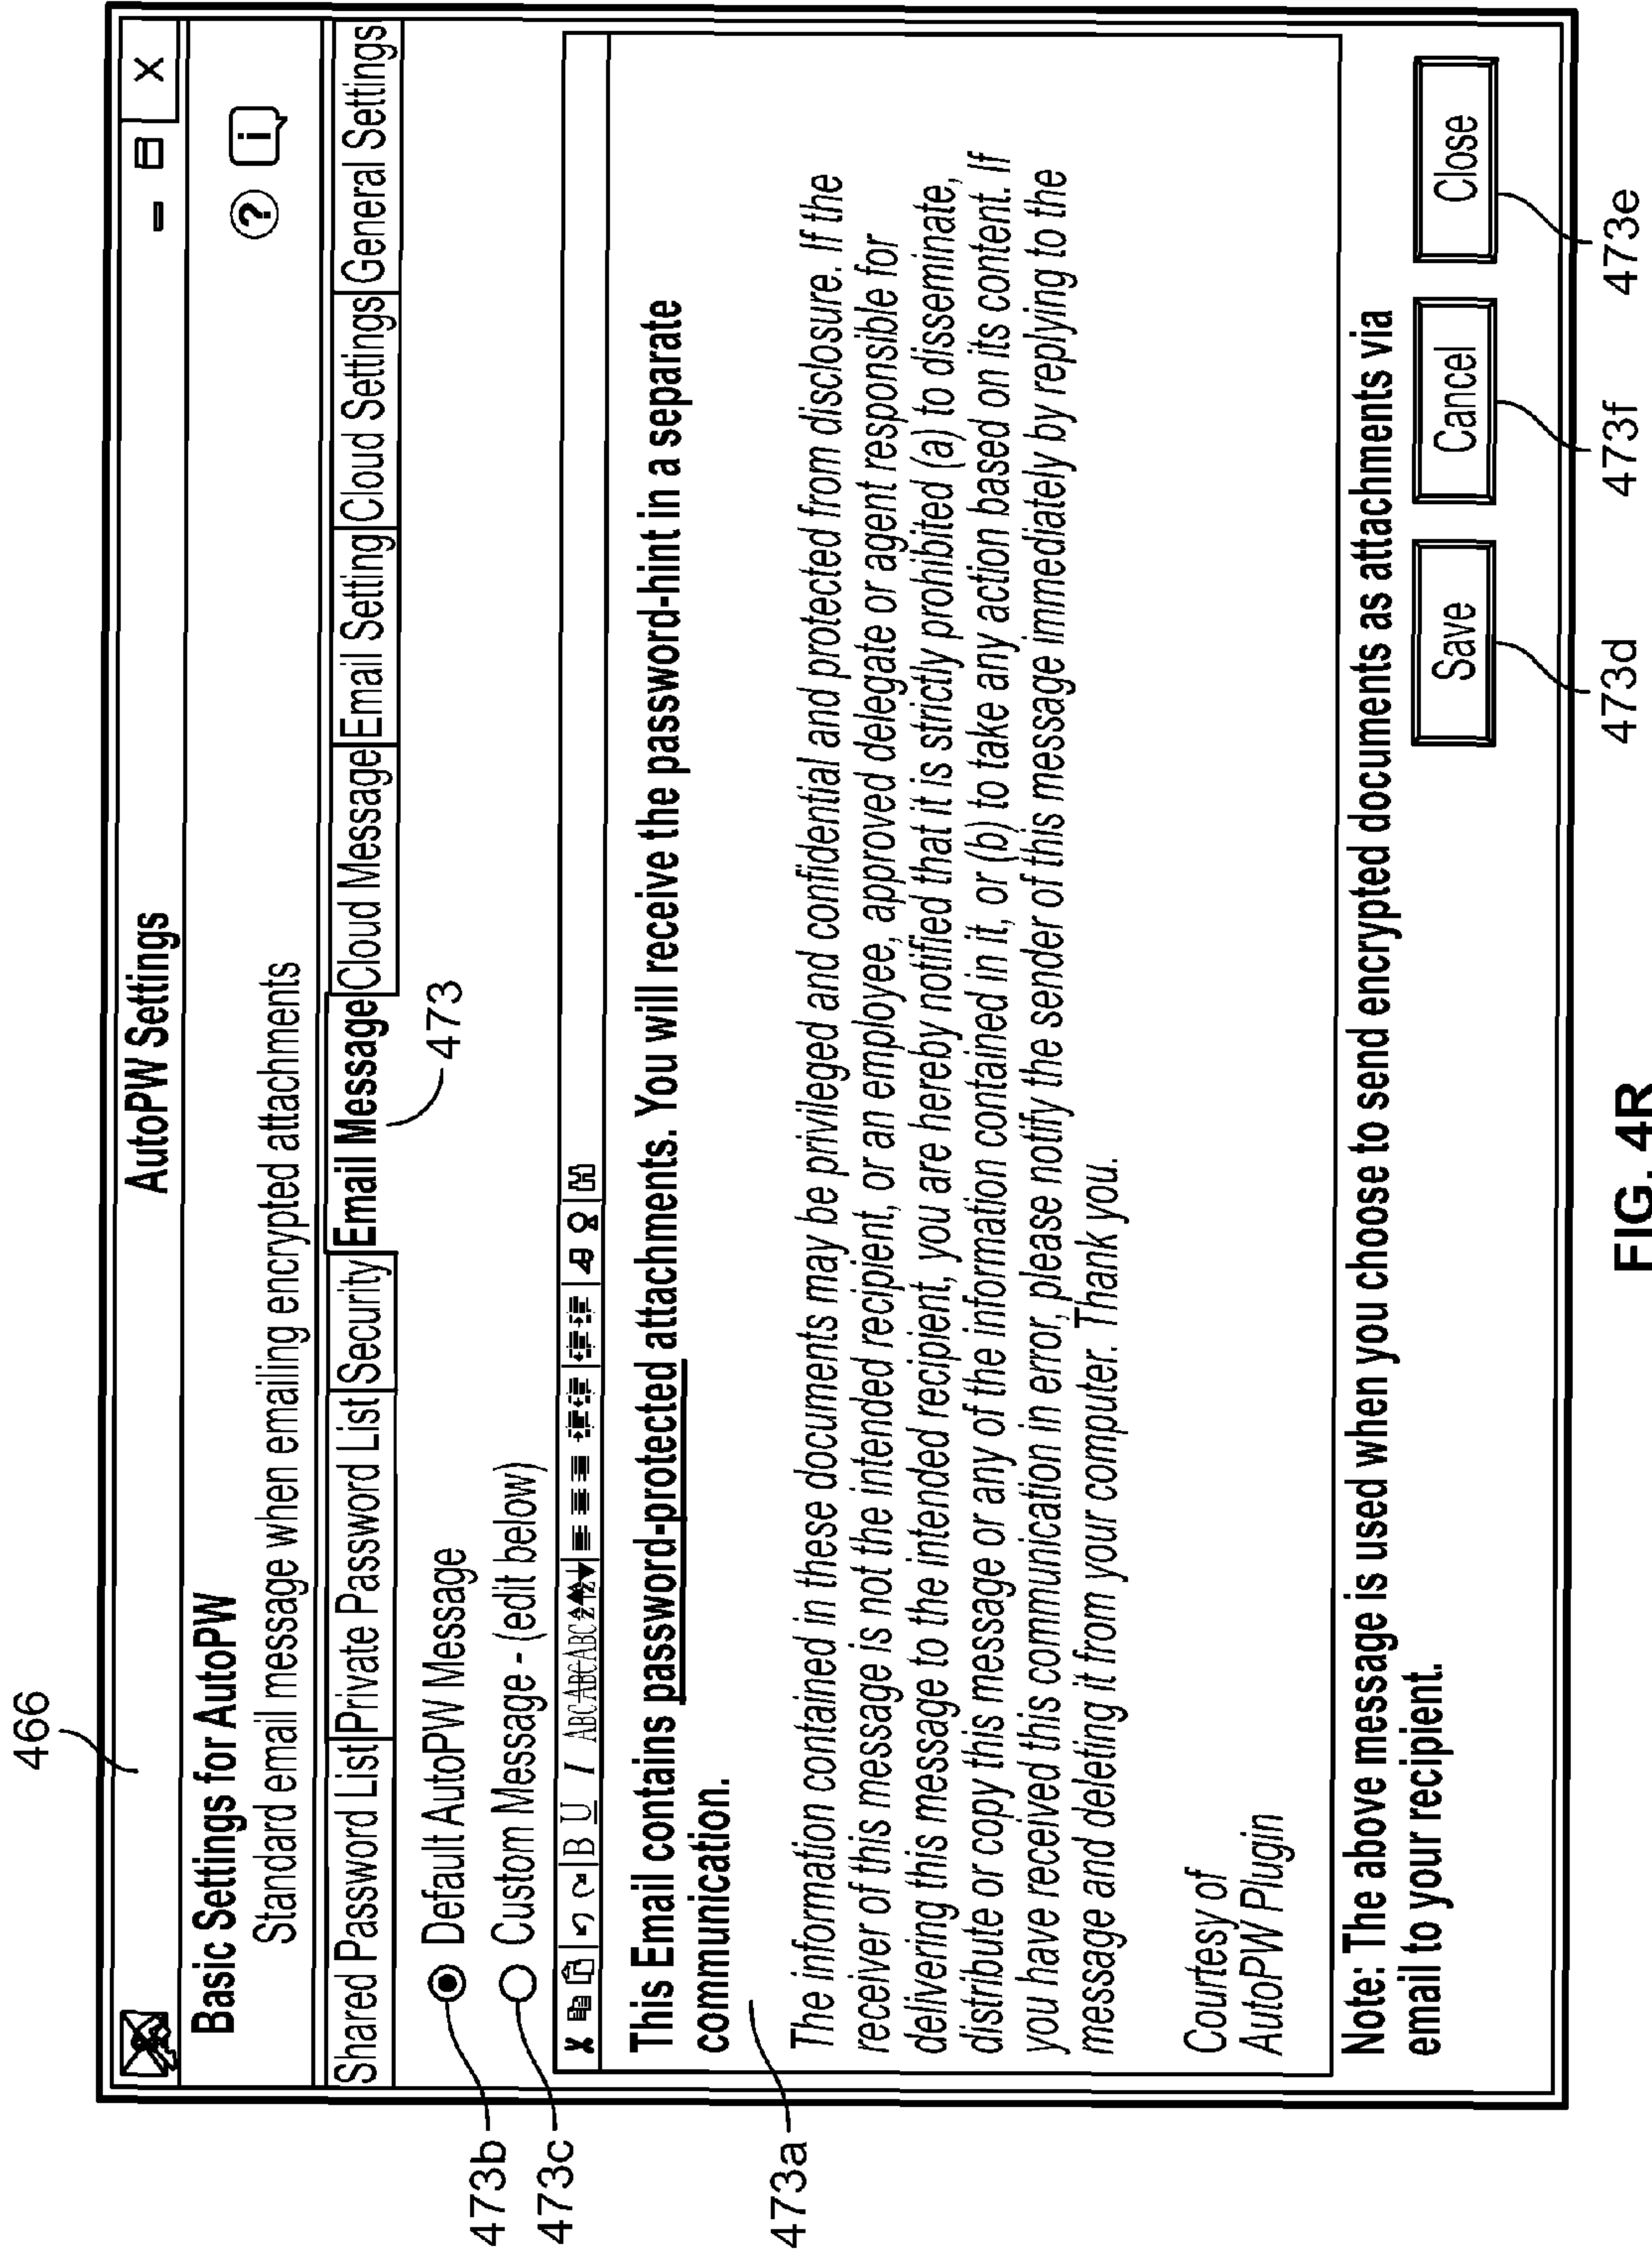 466
AutoPW Settings
X
Basic Settings for AutoPW
Standard email message when emailing encrypted attachments
? i
Shared Password List Private Password List Security Email Message Cloud Message Email Setting Cloud Settings General Settings
473
473b
Default AutoPW Message
473c
Custom Message - (edit below)
B U I ABC ABC ABC ABC
This Email contains password-protected attachments. You will receive the password-hint in a separate
communication.
473a
The information contained in these documents may be privileged and confidential and protected from disclosure. If the
receiver of this message is not the intended recipient, or an employee, approved delegate or agent responsible for
delivering this message to the intended recipient, you are hereby notified that it is strictly prohibited (a) to disseminate,
distribute or copy this message or any of the information contained in it, or (b) to take any action based on its content. If
you have received this communication in error, please notify the sender of this message immediately by replying to the
message and deleting it from your computer. Thank you.
Courtesy of
AutoPW Plugin
Note: The above message is used when you choose to send encrypted documents as attachments via
email to your recipient.
Save Cancel Close
473d 473f 473e
FIG. 4R